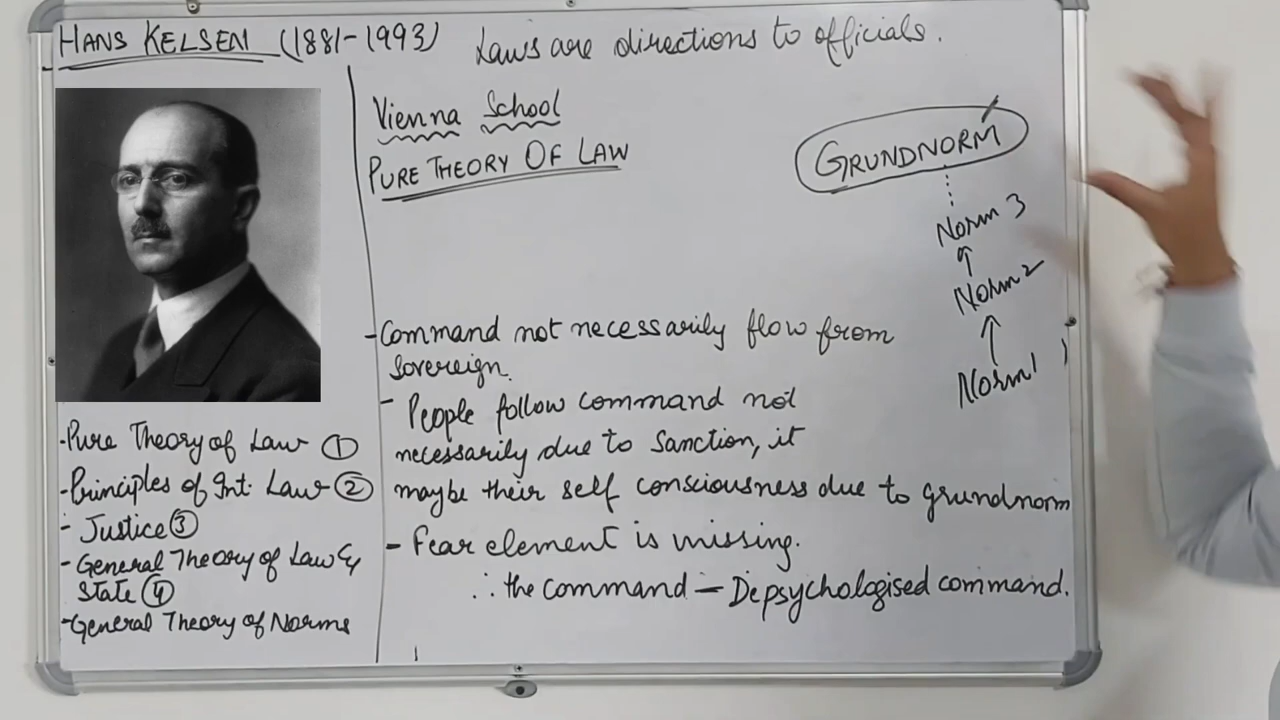 HANS KELSEN (1881-1993)
Laws are directions to officials.
Vienna School
PURE THEORY OF LAW
GRUNDNORM
Norm 3
Norm 2
Norm 1
- Command not necessarily flow from
Sovereign.
- People follow command not
necessarily due to Sanction, it
maybe their self consciousness due to grundnorm
- Fear element is missing.
∴ the command - Depsychologised command.
- Pure Theory of Law ①
- Principles of Int. Law ②
- Justice ③
- General Theory of Law &
State ④
- General Theory of Norms